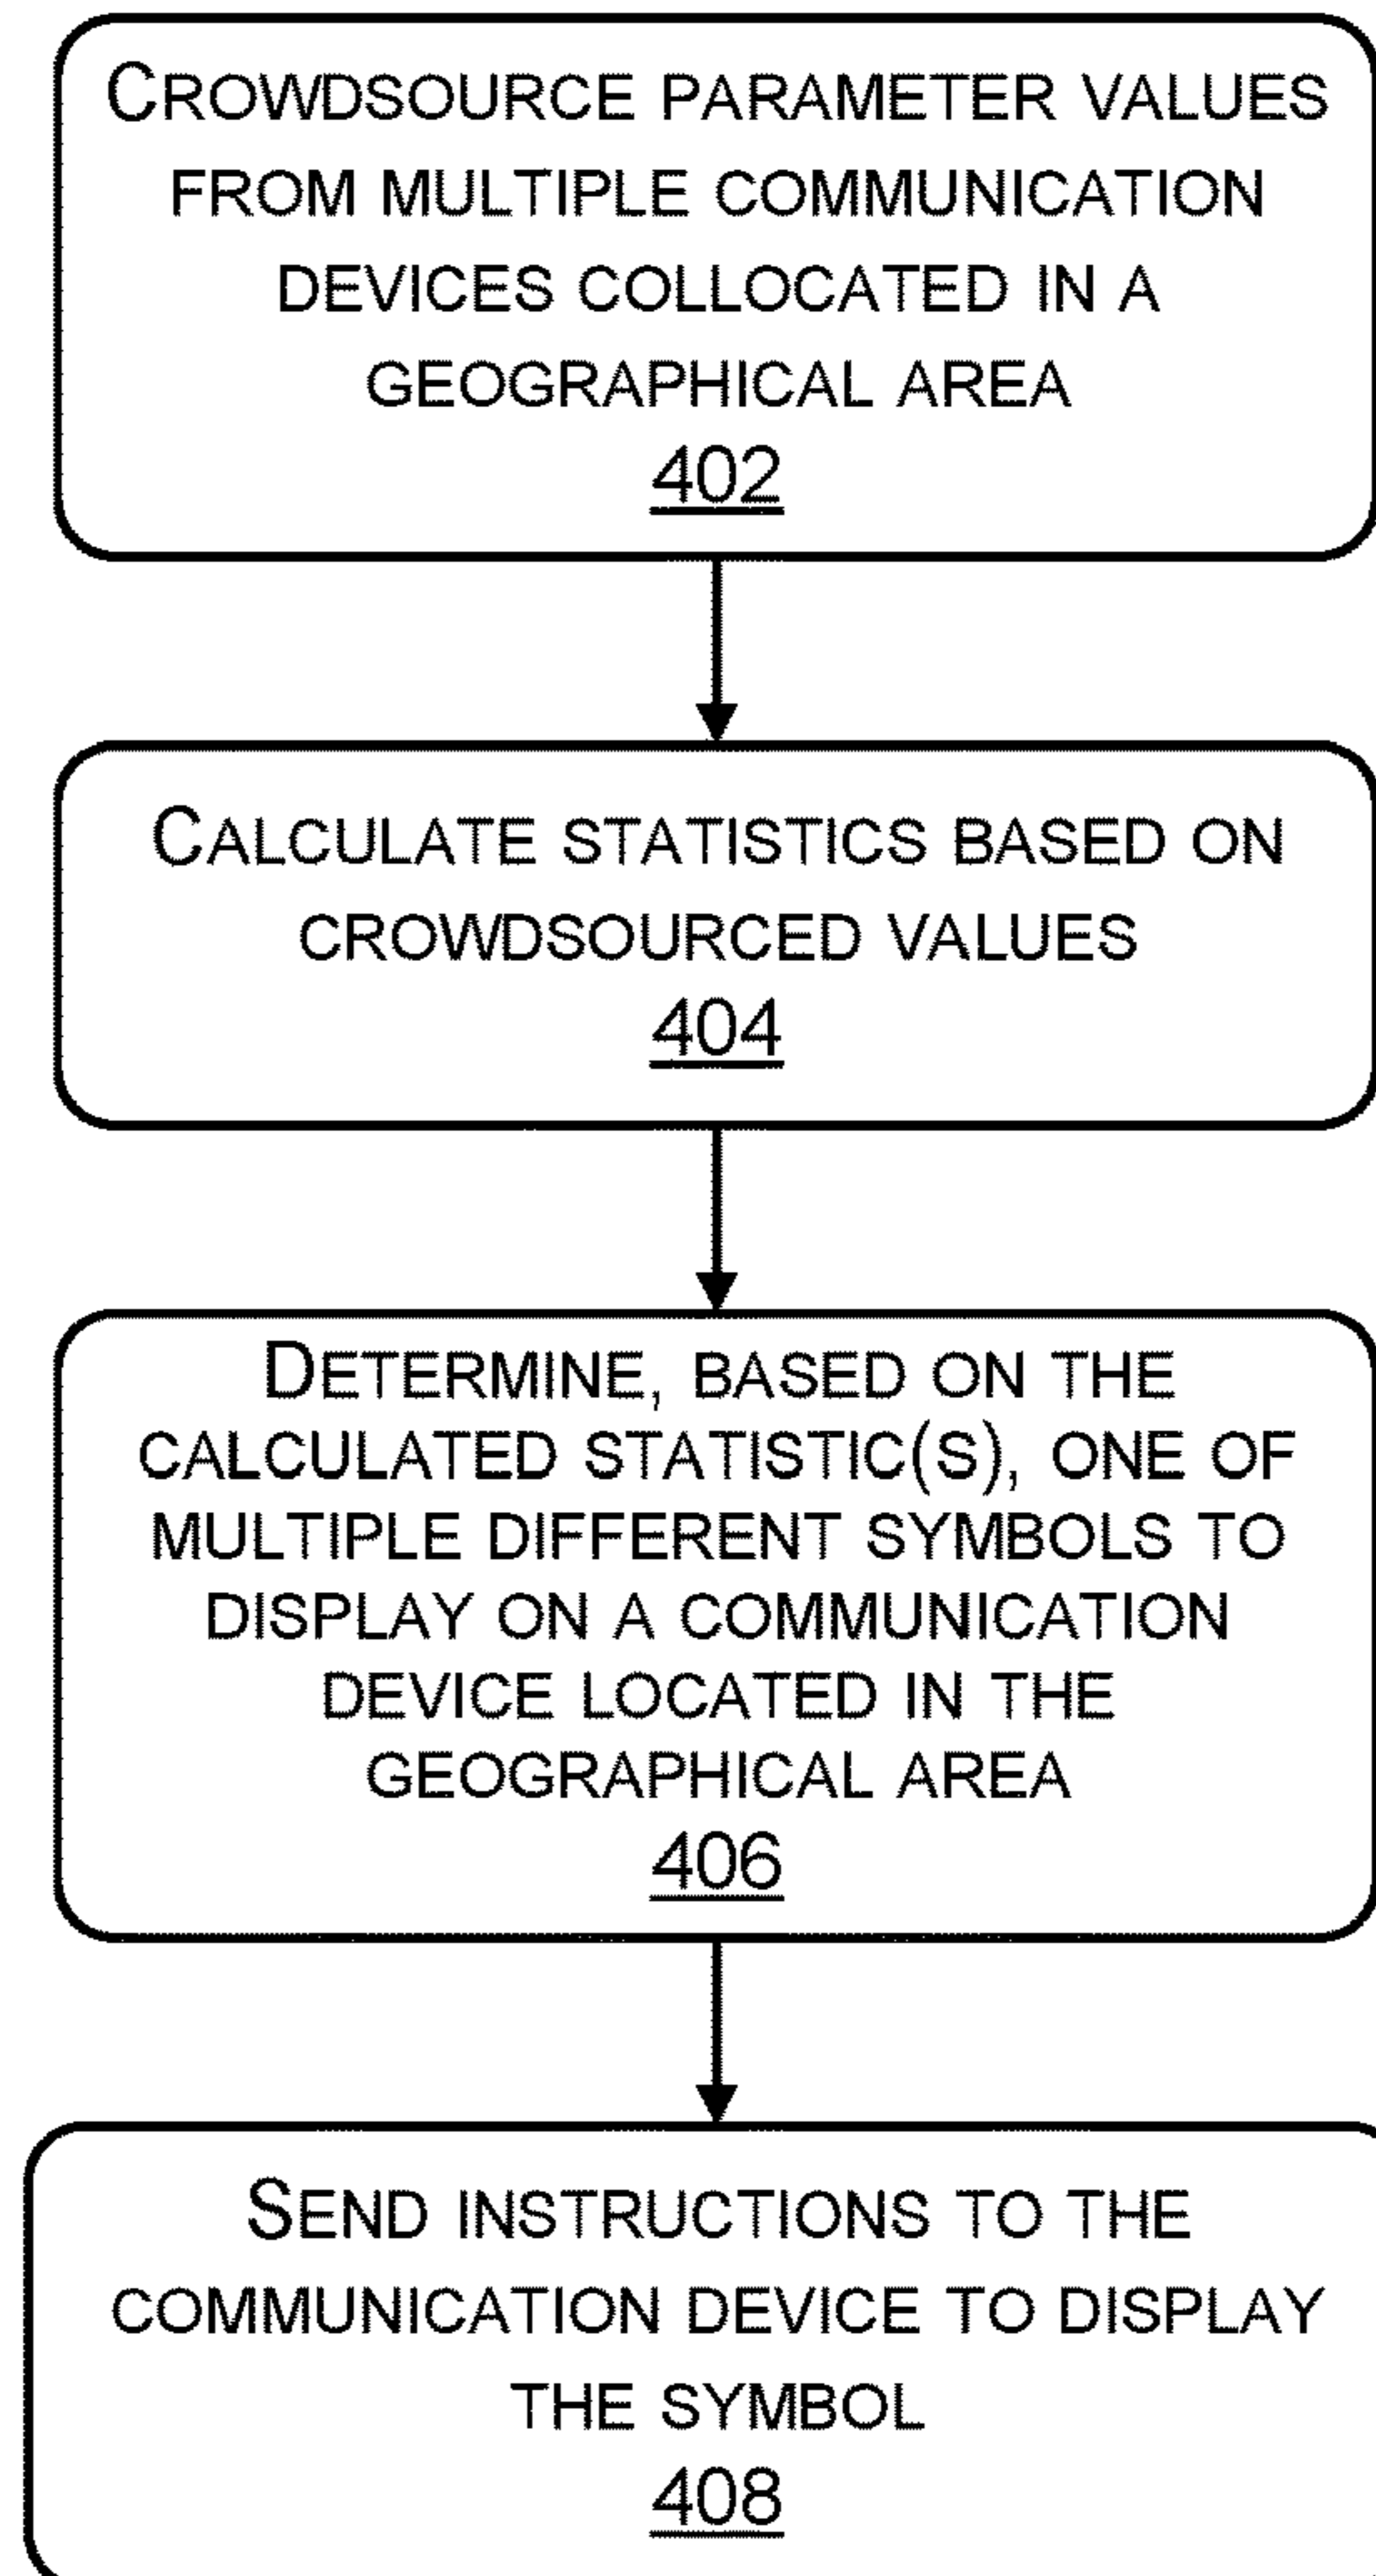 CROWDSOURCE PARAMETER VALUES
FROM MULTIPLE COMMUNICATION
DEVICES COLLOCATED IN A
GEOGRAPHICAL AREA
402
CALCULATE STATISTICS BASED ON
CROWDSOURCED VALUES
404
DETERMINE, BASED ON THE
CALCULATED STATISTIC(S), ONE OF
MULTIPLE DIFFERENT SYMBOLS TO
DISPLAY ON A COMMUNICATION
DEVICE LOCATED IN THE
GEOGRAPHICAL AREA
406
SEND INSTRUCTIONS TO THE
COMMUNICATION DEVICE TO DISPLAY
THE SYMBOL
408